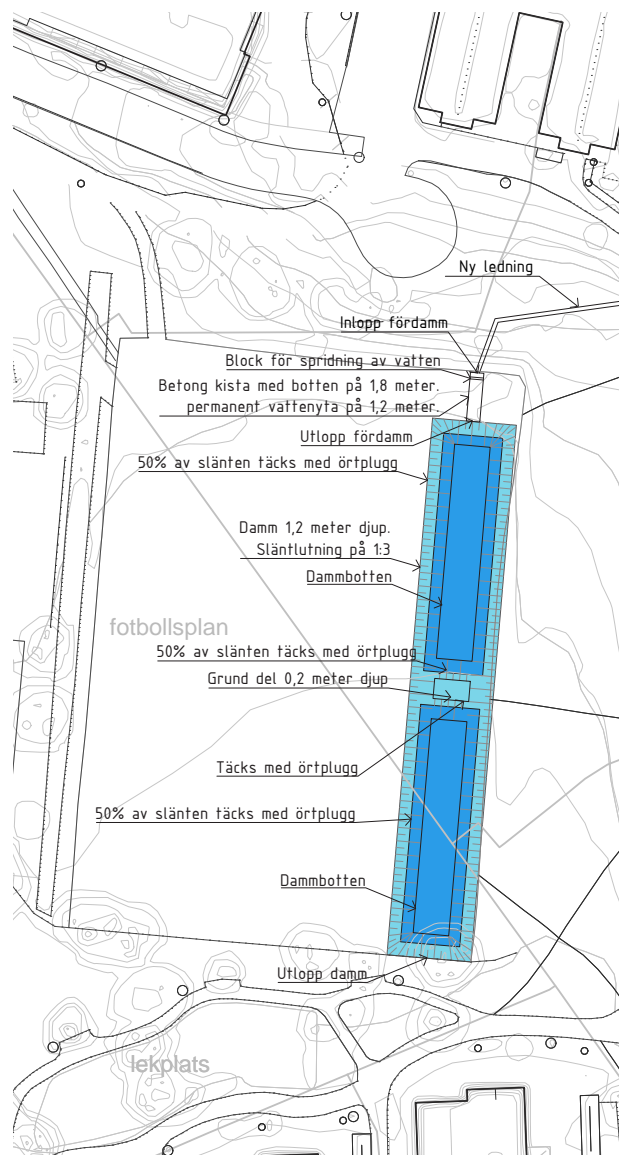 Ny ledning
Inlopp fördamm
Block för spridning av vatten
Betong kista med botten på 1,8 meter.
permanent vattenyta på 1,2 meter.
Utlopp fördamm
50% av slänten täcks med örtplugg
Damm 1,2 meter djup.
Släntlutning på 1:3
Dammbotten
fotbollsplan
50% av slänten täcks med örtplugg
Grund del 0,2 meter djup
Täcks med örtplugg
50% av slänten täcks med örtplugg
Dammbotten
Utlopp damm
lekplats